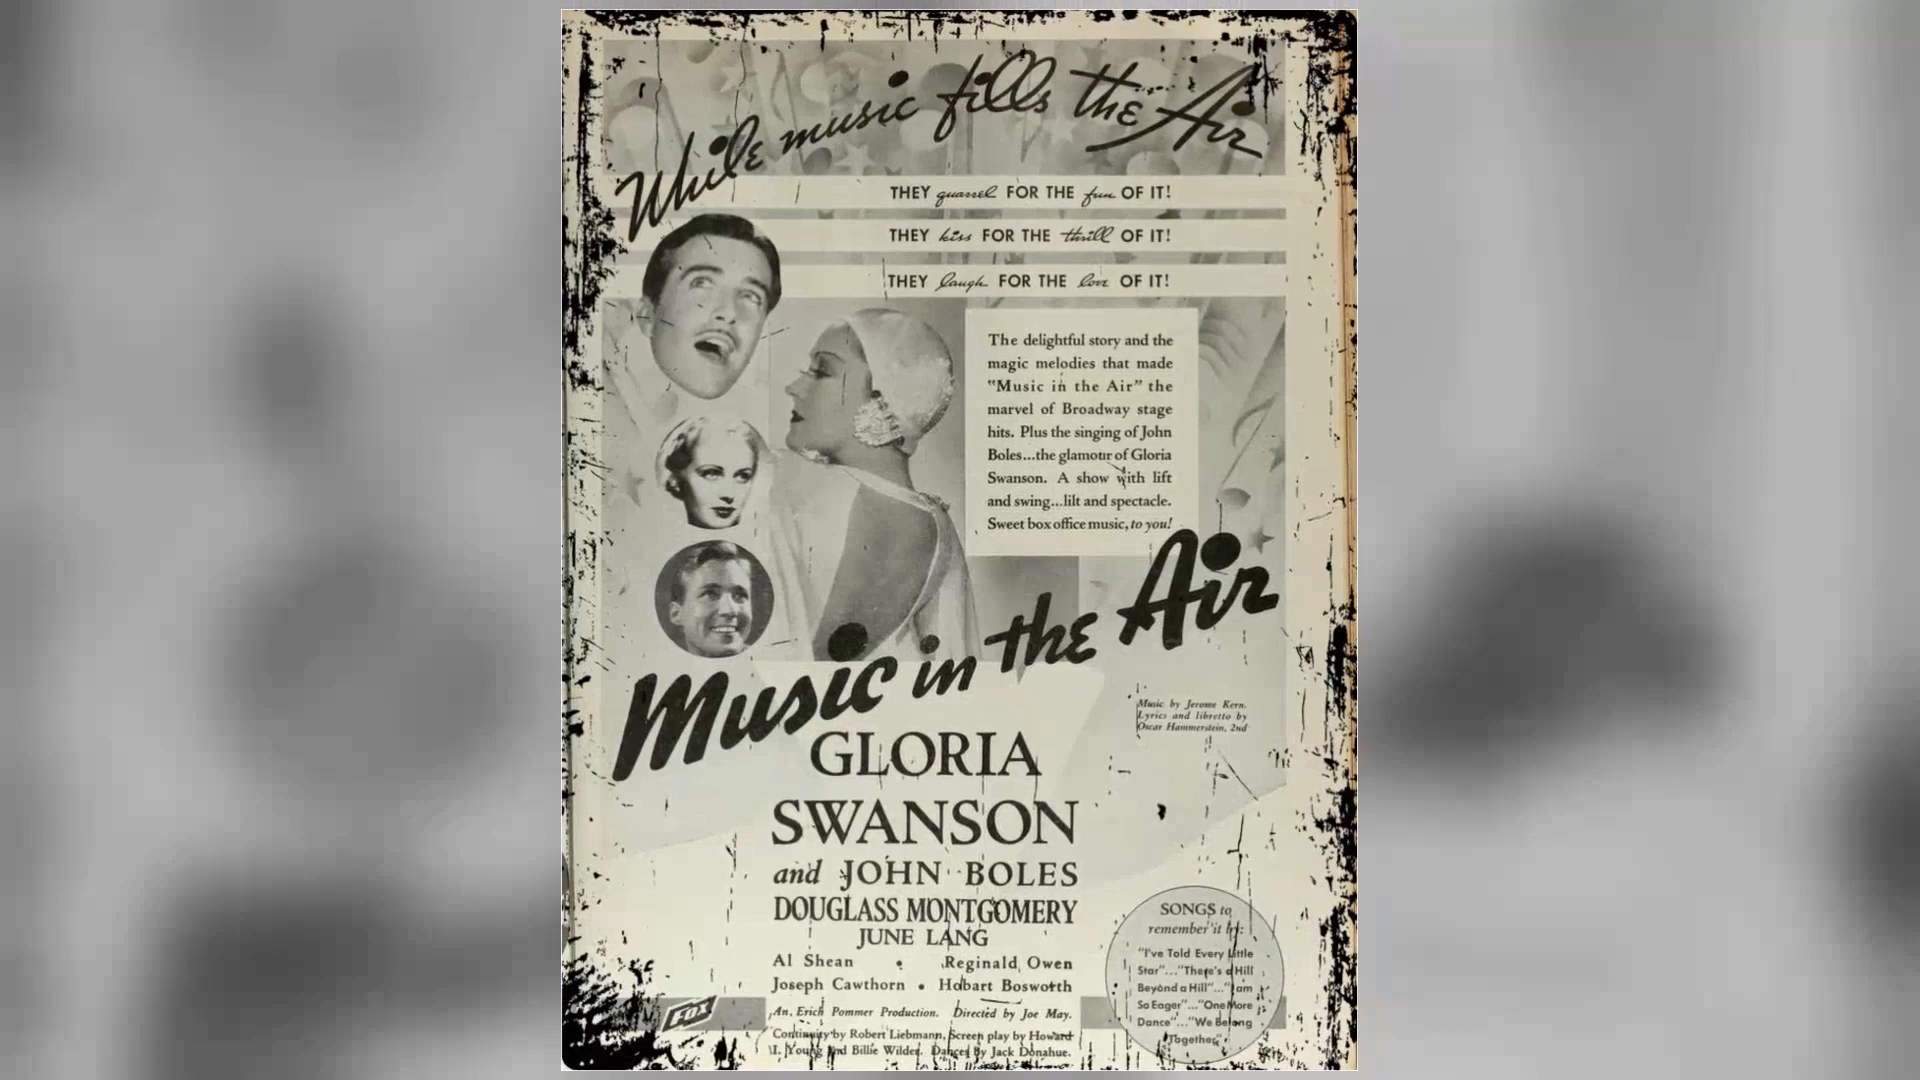 While music fills the Air
THEY quarrel FOR THE fun OF IT!
THEY kiss FOR THE thrill OF IT!
THEY laugh FOR THE love OF IT!
The delightful story and the
magic melodies that made
"Music in the Air" the
marvel of Broadway stage
hits. Plus the singing of John
Boles...the glamour of Gloria
Swanson. A show with lift
and swing...lilt and spectacle.
Sweet box office music, to you!
Music in the Air
Music by Jerome Kern.
Lyrics and libretto by
Oscar Hammerstein, 2nd
GLORIA
SWANSON
and JOHN BOLES
DOUGLASS MONTGOMERY
JUNE LANG
Al Shean • Reginald Owen
Joseph Cawthorn • Hobart Bosworth
An Erich Pommer Production. Directed by Joe May.
Continuity by Robert Liebmann, Screen play by Howard
I. Young and Billie Wilder. Dances by Jack Donahue.
FOX
SONGS to
remember it by:
"I've Told Every Little
Star"..."There's a Hill
Beyond a Hill"..."I am
So Eager"..."One More
Dance"..."We Belong
Together"